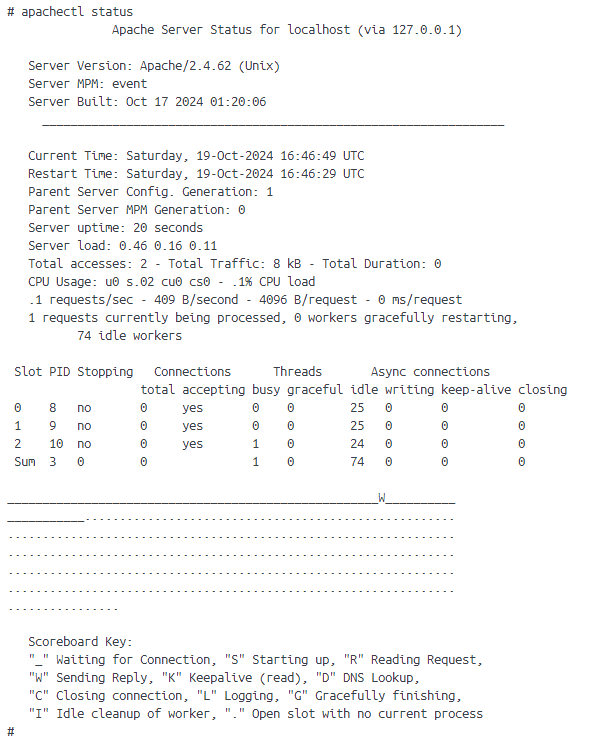 # apachectl status
Apache Server Status for localhost (via 127.0.0.1)
Server Version: Apache/2.4.62 (Unix)
Server MPM: event
Server Built: Oct 17 2024 01:20:06
__________________________________________________________________
Current Time: Saturday, 19-Oct-2024 16:46:49 UTC
Restart Time: Saturday, 19-Oct-2024 16:46:29 UTC
Parent Server Config. Generation: 1
Parent Server MPM Generation: 0
Server uptime: 20 seconds
Server load: 0.46 0.16 0.11
Total accesses: 2 - Total Traffic: 8 kB - Total Duration: 0
CPU Usage: u0 s.02 cu0 cs0 - .1% CPU load
.1 requests/sec - 409 B/second - 4096 B/request - 0 ms/request
1 requests currently being processed, 0 workers gracefully restarting,
74 idle workers
Slot PID Stopping   Connections      Threads       Async connections
total accepting busy graceful idle writing keep-alive closing
0    8   no       0     yes       0    0        25   0       0          0
1    9   no       0     yes       0    0        25   0       0          0
2    10  no       0     yes       1    0        24   0       0          0
Sum  3   0        0               1    0        74   0       0          0
_____________________________________________________W__________
___________.....................................................
................................................................
................................................................
................................................................
................................................................
................
Scoreboard Key:
"_" Waiting for Connection, "S" Starting up, "R" Reading Request,
"W" Sending Reply, "K" Keepalive (read), "D" DNS Lookup,
"C" Closing connection, "L" Logging, "G" Gracefully finishing,
"I" Idle cleanup of worker, "." Open slot with no current process
#